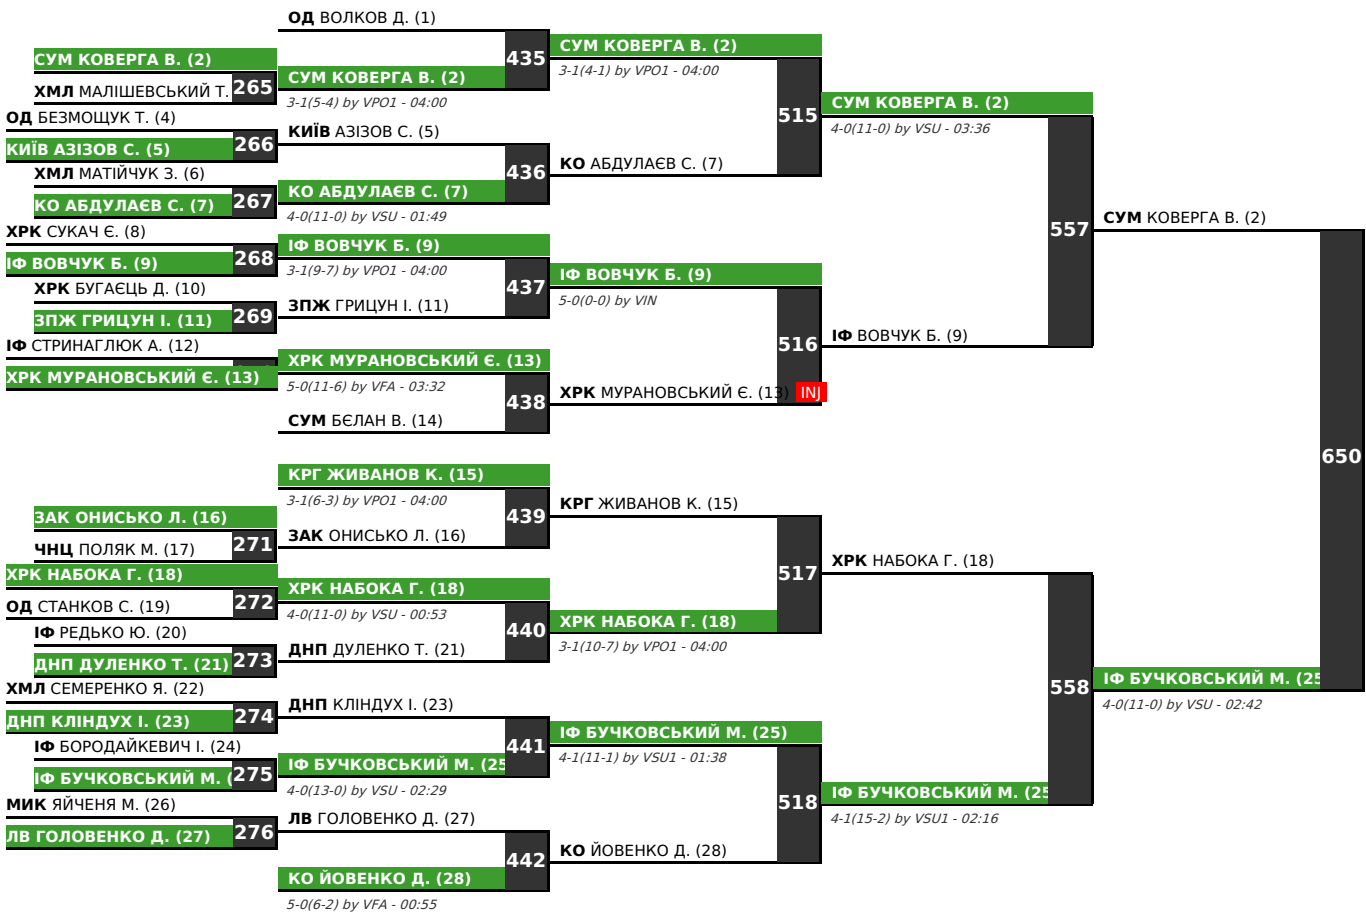 ОД ВОЛКОВ Д. (1)
СУМ КОВЕРГА В. (2)
ХМЛ МАЛІШЕВСЬКИЙ Т.
265
СУМ КОВЕРГА В. (2)
3-1(5-4) by VPO1 - 04:00
435
ОД БЕЗМОЩУК Т. (4)
КИЇВ АЗІЗОВ С. (5)
266
КИЇВ АЗІЗОВ С. (5)
ХМЛ МАТІЙЧУК З. (6)
КО АБДУЛАЄВ С. (7)
267
КО АБДУЛАЄВ С. (7)
4-0(11-0) by VSU - 01:49
436
ХРК СУКАЧ Є. (8)
ІФ ВОВЧУК Б. (9)
268
ІФ ВОВЧУК Б. (9)
3-1(9-7) by VPO1 - 04:00
437
ХРК БУГАЄЦЬ Д. (10)
ЗПЖ ГРИЦУН І. (11)
269
ЗПЖ ГРИЦУН І. (11)
ІФ СТРИНАГЛЮК А. (12)
ХРК МУРАНОВСЬКИЙ Є. (13)
ХРК МУРАНОВСЬКИЙ Є. (13)
5-0(11-6) by VFA - 03:32
438
СУМ БЄЛАН В. (14)
КРГ ЖИВАНОВ К. (15)
3-1(6-3) by VPO1 - 04:00
439
ЗАК ОНИСЬКО Л. (16)
ЧНЦ ПОЛЯК М. (17)
271
ЗАК ОНИСЬКО Л. (16)
ХРК НАБОКА Г. (18)
ОД СТАНКОВ С. (19)
272
ХРК НАБОКА Г. (18)
4-0(11-0) by VSU - 00:53
440
ІФ РЕДЬКО Ю. (20)
ДНП ДУЛЕНКО Т. (21)
273
ДНП ДУЛЕНКО Т. (21)
ХМЛ СЕМЕРЕНКО Я. (22)
ДНП КЛІНДУХ І. (23)
274
ДНП КЛІНДУХ І. (23)
441
ІФ БОРОДАЙКЕВИЧ І. (24)
ІФ БУЧКОВСЬКИЙ М. (
275
ІФ БУЧКОВСЬКИЙ М. (25
4-0(13-0) by VSU - 02:29
МИК ЯЙЧЕНЯ М. (26)
ЛВ ГОЛОВЕНКО Д. (27)
276
ЛВ ГОЛОВЕНКО Д. (27)
442
КО ЙОВЕНКО Д. (28)
5-0(6-2) by VFA - 00:55
СУМ КОВЕРГА В. (2)
3-1(4-1) by VPO1 - 04:00
515
КО АБДУЛАЄВ С. (7)
ІФ ВОВЧУК Б. (9)
5-0(0-0) by VIN
516
ХРК МУРАНОВСЬКИЙ Є. (13) INJ
КРГ ЖИВАНОВ К. (15)
517
ХРК НАБОКА Г. (18)
3-1(10-7) by VPO1 - 04:00
ІФ БУЧКОВСЬКИЙ М. (25)
4-1(11-1) by VSU1 - 01:38
518
КО ЙОВЕНКО Д. (28)
СУМ КОВЕРГА В. (2)
4-0(11-0) by VSU - 03:36
557
ІФ ВОВЧУК Б. (9)
ХРК НАБОКА Г. (18)
558
ІФ БУЧКОВСЬКИЙ М. (25
4-1(15-2) by VSU1 - 02:16
СУМ КОВЕРГА В. (2)
650
ІФ БУЧКОВСЬКИЙ М. (25
4-0(11-0) by VSU - 02:42